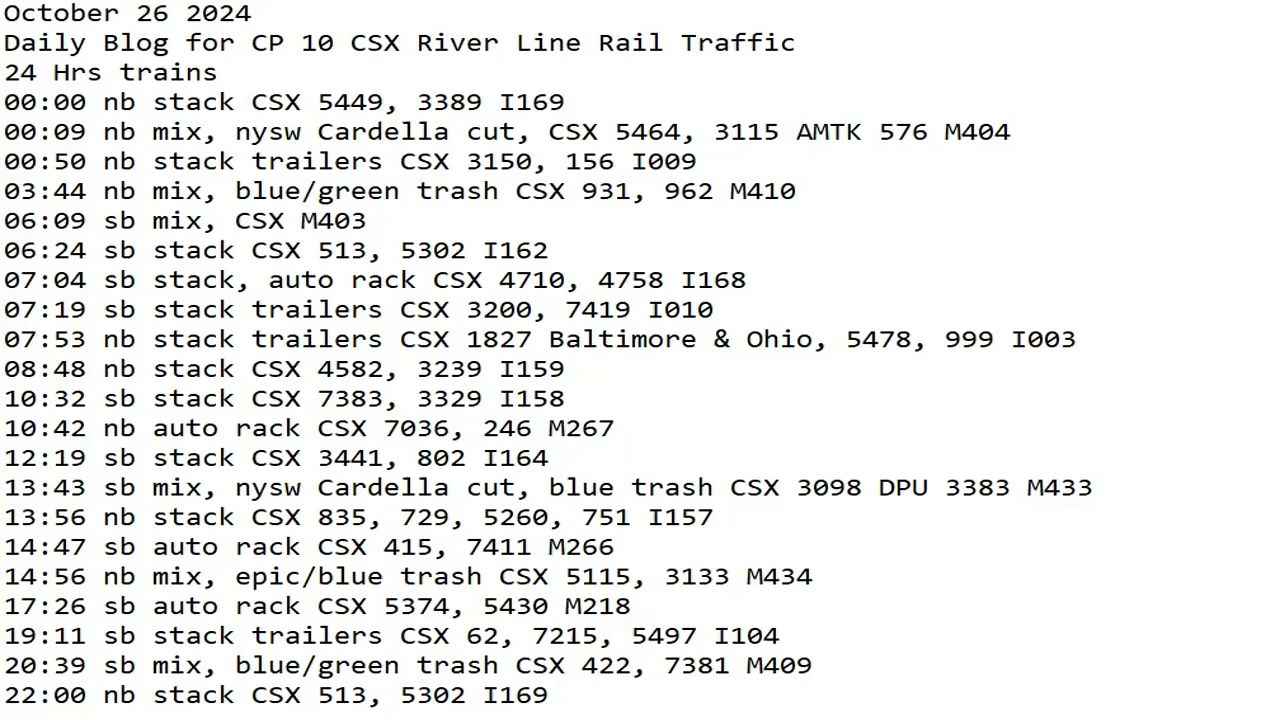 October 26 2024
Daily Blog for CP 10 CSX River Line Rail Traffic
24 Hrs trains
00:00 nb stack CSX 5449, 3389 I169
00:09 nb mix, nysw Cardella cut, CSX 5464, 3115 AMTK 576 M404
00:50 nb stack trailers CSX 3150, 156 I009
03:44 nb mix, blue/green trash CSX 931, 962 M410
06:09 sb mix, CSX M403
06:24 sb stack CSX 513, 5302 I162
07:04 sb stack, auto rack CSX 4710, 4758 I168
07:19 sb stack trailers CSX 3200, 7419 I010
07:53 nb stack trailers CSX 1827 Baltimore & Ohio, 5478, 999 I003
08:48 nb stack CSX 4582, 3239 I159
10:32 sb stack CSX 7383, 3329 I158
10:42 nb auto rack CSX 7036, 246 M267
12:19 sb stack CSX 3441, 802 I164
13:43 sb mix, nysw Cardella cut, blue trash CSX 3098 DPU 3383 M433
13:56 nb stack CSX 835, 729, 5260, 751 I157
14:47 sb auto rack CSX 415, 7411 M266
14:56 nb mix, epic/blue trash CSX 5115, 3133 M434
17:26 sb auto rack CSX 5374, 5430 M218
19:11 sb stack trailers CSX 62, 7215, 5497 I104
20:39 sb mix, blue/green trash CSX 422, 7381 M409
22:00 nb stack CSX 513, 5302 I169